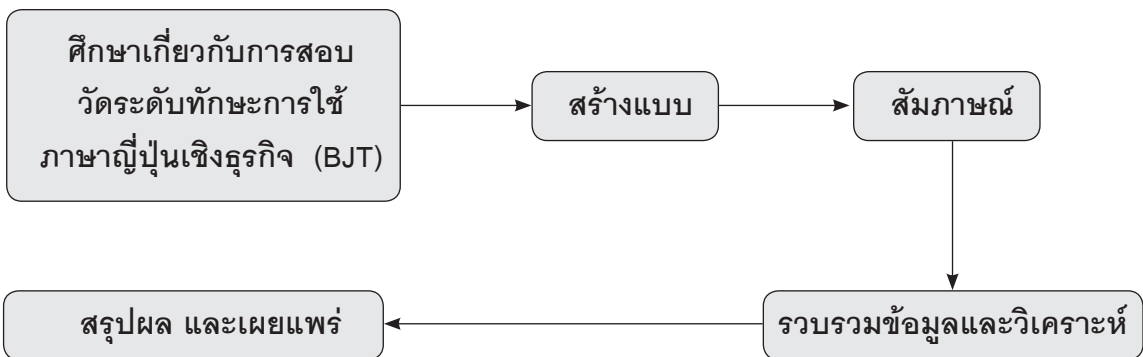 ศึกษาเกี่ยวกับการสอบ
วัดระดับทักษะการใช้
ภาษาญี่ปุ่นเชิงธุรกิจ (BJT)
สร้างแบบ
สัมภาษณ์
รวบรวมข้อมูลและวิเคราะห์
สรุปผล และเผยแพร่